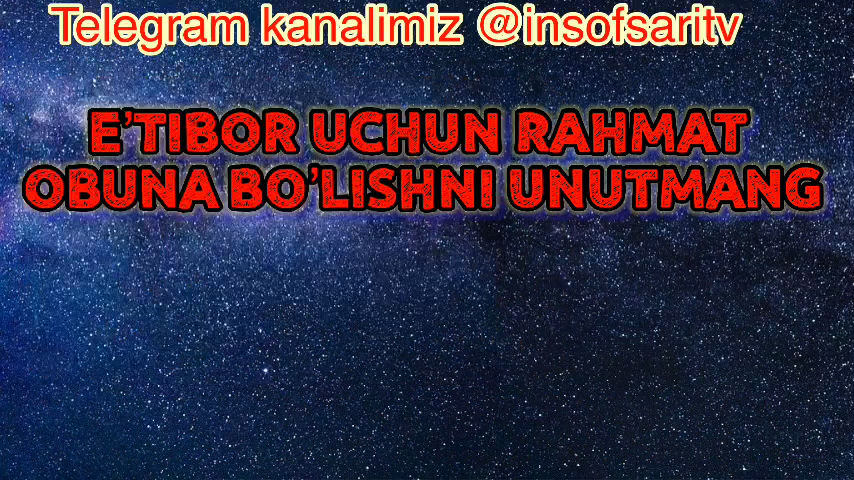 Telegram kanalimiz @insofsaritv
E’TIBOR UCHUN RAHMAT
OBUNA BO’LISHNI UNUTMANG